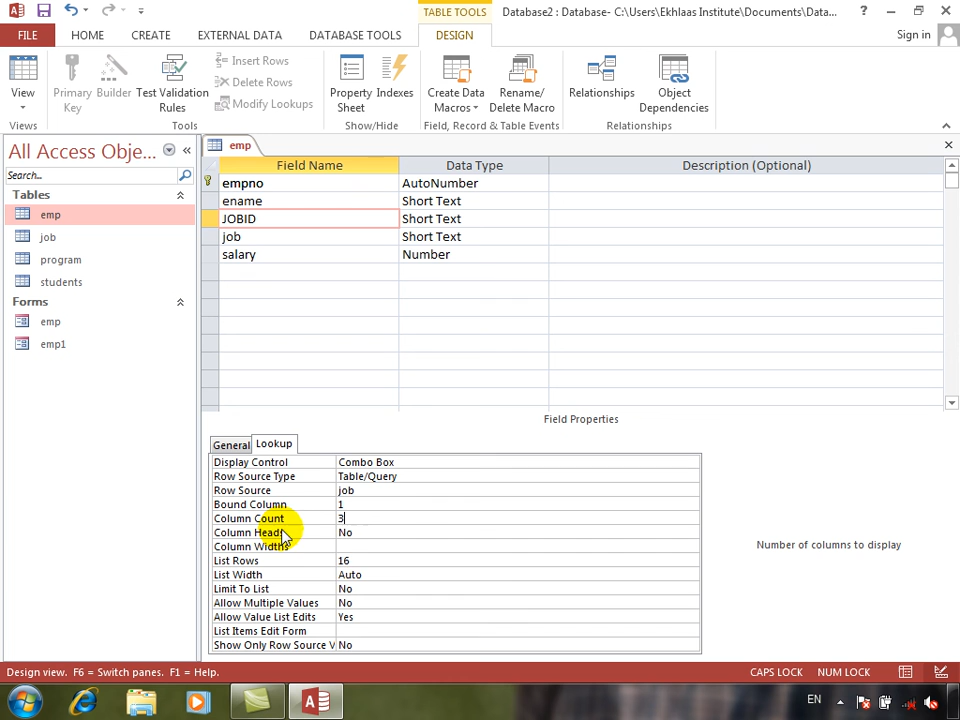 TABLE TOOLS
Database2 : Database- C:\Users\Ekhlaas Institute\Documents\Data...
?
FILE HOME CREATE EXTERNAL DATA DATABASE TOOLS DESIGN Sign in
View
Primary Key
Builder
Test Validation Rules
Insert Rows
Delete Rows
Modify Lookups
Property Sheet
Indexes
Create Data Macros
Rename/ Delete Macro
Relationships
Object Dependencies
Views Tools Show/Hide Field, Record & Table Events Relationships
All Access Obje...
Search...
Tables
emp
job
program
students
Forms
emp
emp1
emp
Field Name Data Type Description (Optional)
empno AutoNumber
ename Short Text
JOBID Short Text
job Short Text
salary Number
Field Properties
General Lookup
Display Control Combo Box
Row Source Type Table/Query
Row Source job
Bound Column 1
Column Count 3
Column Heads No
Column Widths
List Rows 16
List Width Auto
Limit To List No
Allow Multiple Values No
Allow Value List Edits Yes
List Items Edit Form
Show Only Row Source V No
Number of columns to display
Design view. F6 = Switch panes. F1 = Help. CAPS LOCK NUM LOCK
EN 7:20 PM